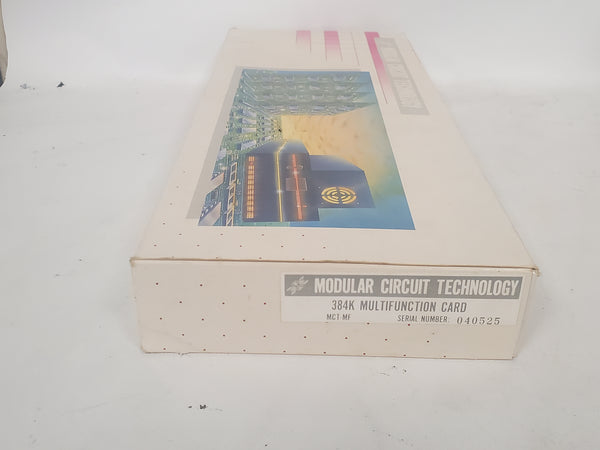 MODULAR CIRCUIT TECHNOLOGY
384K MULTIFUNCTION CARD
MCT-MF SERIAL NUMBER: 040525